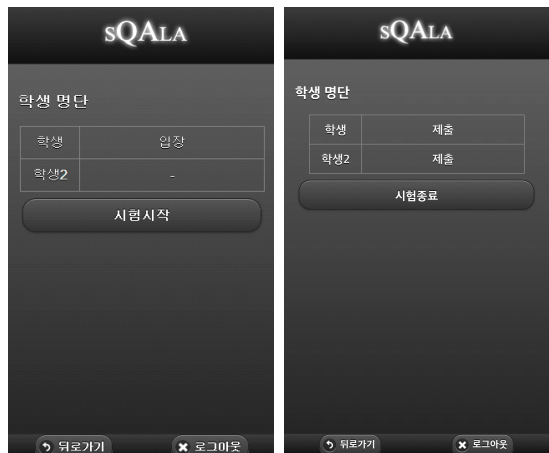 SQALA
학생 명단
학생 입장
학생2 -
시험시작
뒤로가기 로그아웃
SQALA
학생 명단
학생 제출
학생2 제출
시험종료
뒤로가기 로그아웃